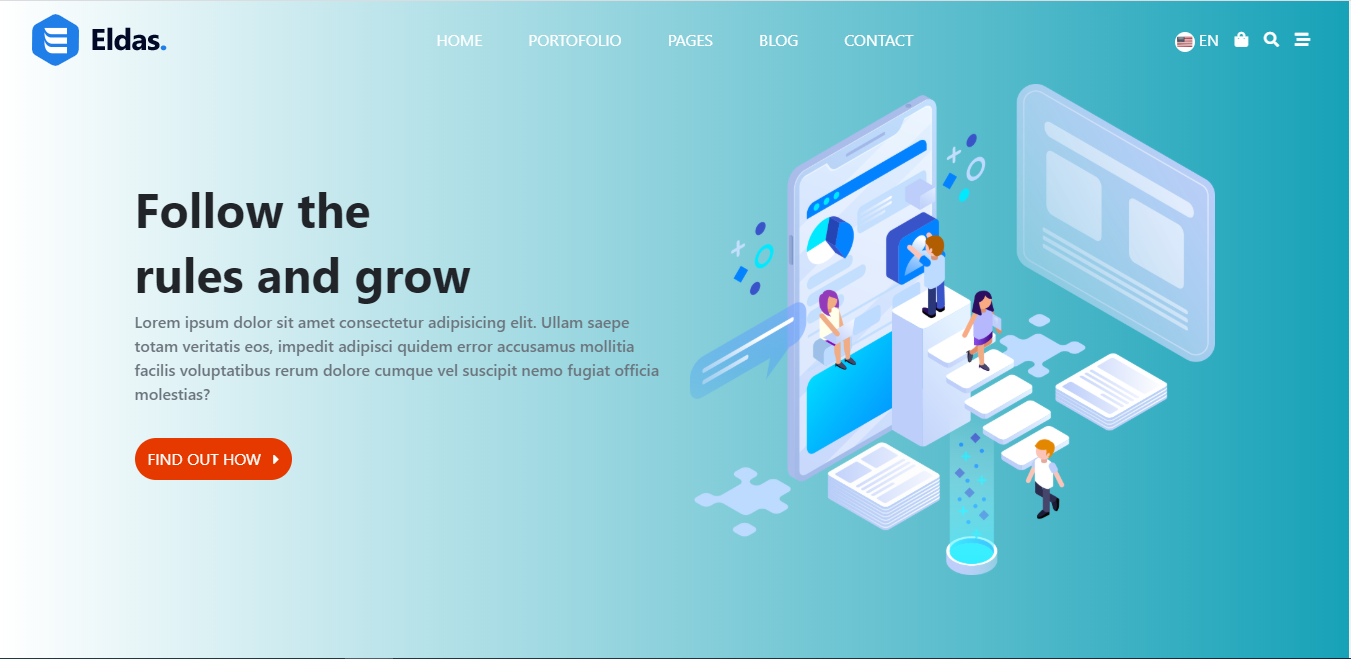 Eldas.
HOME PORTOFOLIO PAGES BLOG CONTACT EN
Follow the
rules and grow
Lorem ipsum dolor sit amet consectetur adipisicing elit. Ullam saepe
totam veritatis eos, impedit adipisci quidem error accusamus mollitia
facilis voluptatibus rerum dolore cumque vel suscipit nemo fugiat officia
molestias?
FIND OUT HOW